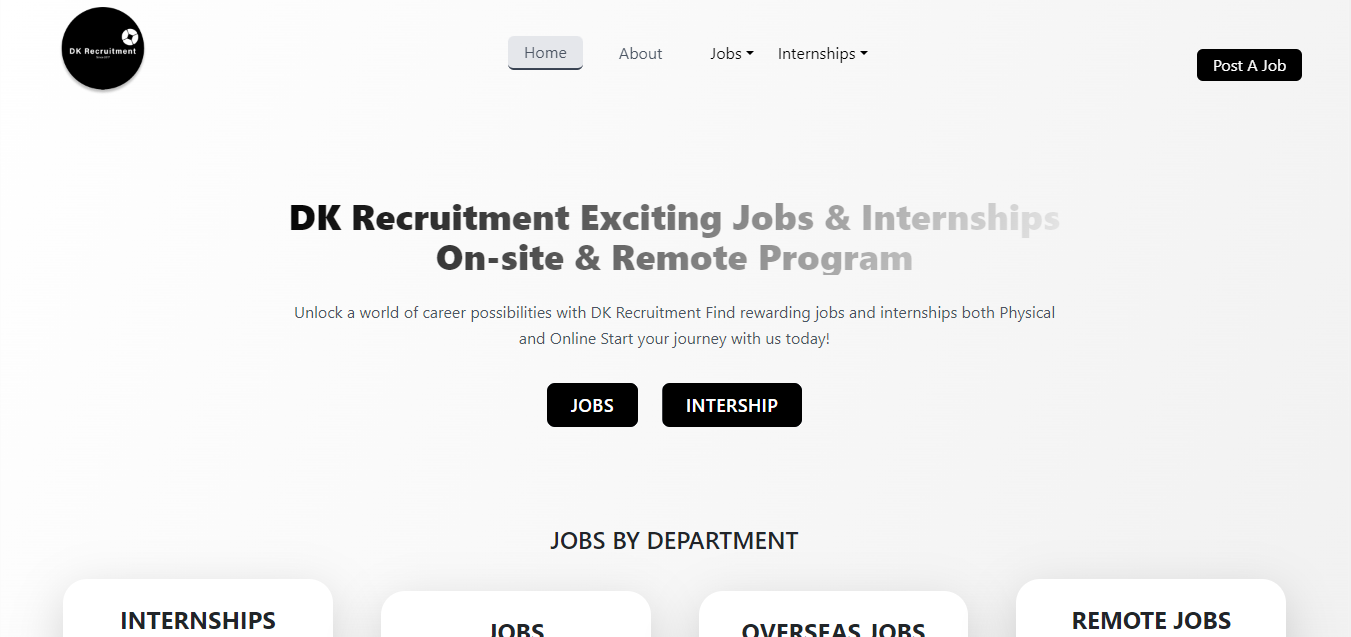 DK Recruitment
Home
About
Jobs
Internships
Post A Job
DK Recruitment Exciting Jobs & Internships
On-site & Remote Program
Unlock a world of career possibilities with DK Recruitment Find rewarding jobs and internships both Physical
and Online Start your journey with us today!
JOBS
INTERSHIP
JOBS BY DEPARTMENT
INTERNSHIPS
JOBS
OVERSEAS JOBS
REMOTE JOBS